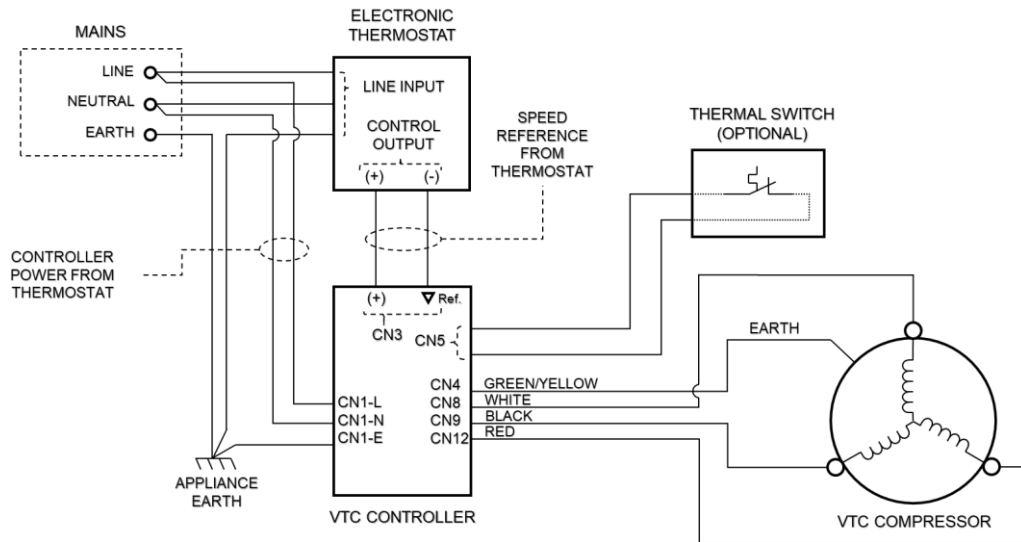 MAINS
LINE
NEUTRAL
EARTH
ELECTRONIC
THERMOSTAT
LINE INPUT
CONTROL
OUTPUT
(+)
(-)
SPEED
REFERENCE
FROM
THERMOSTAT
THERMAL SWITCH
(OPTIONAL)
CONTROLLER
POWER FROM
THERMOSTAT
(+)
Ref.
CN3
CN5
CN4
CN8
CN9
CN12
GREEN/YELLOW
WHITE
BLACK
RED
CN1-L
CN1-N
CN1-E
EARTH
APPLIANCE
EARTH
VTC CONTROLLER
VTC COMPRESSOR